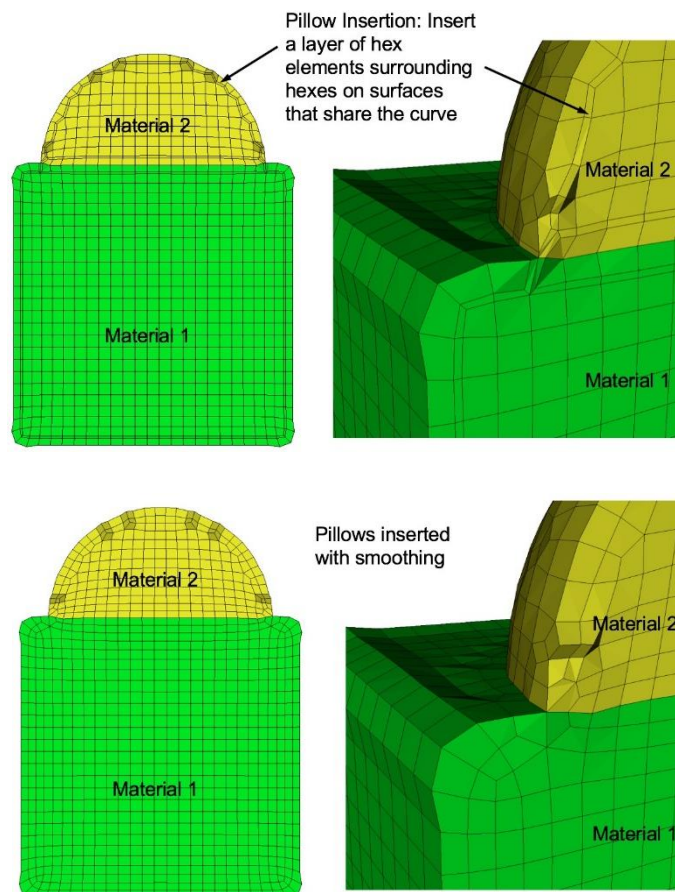 Pillow Insertion: Insert
a layer of hex
elements surrounding
hexes on surfaces
that share the curve
Material 2
Material 2
Material 1
Material 1
Pillows inserted
with smoothing
Material 2
Material 2
Material 1
Material 1